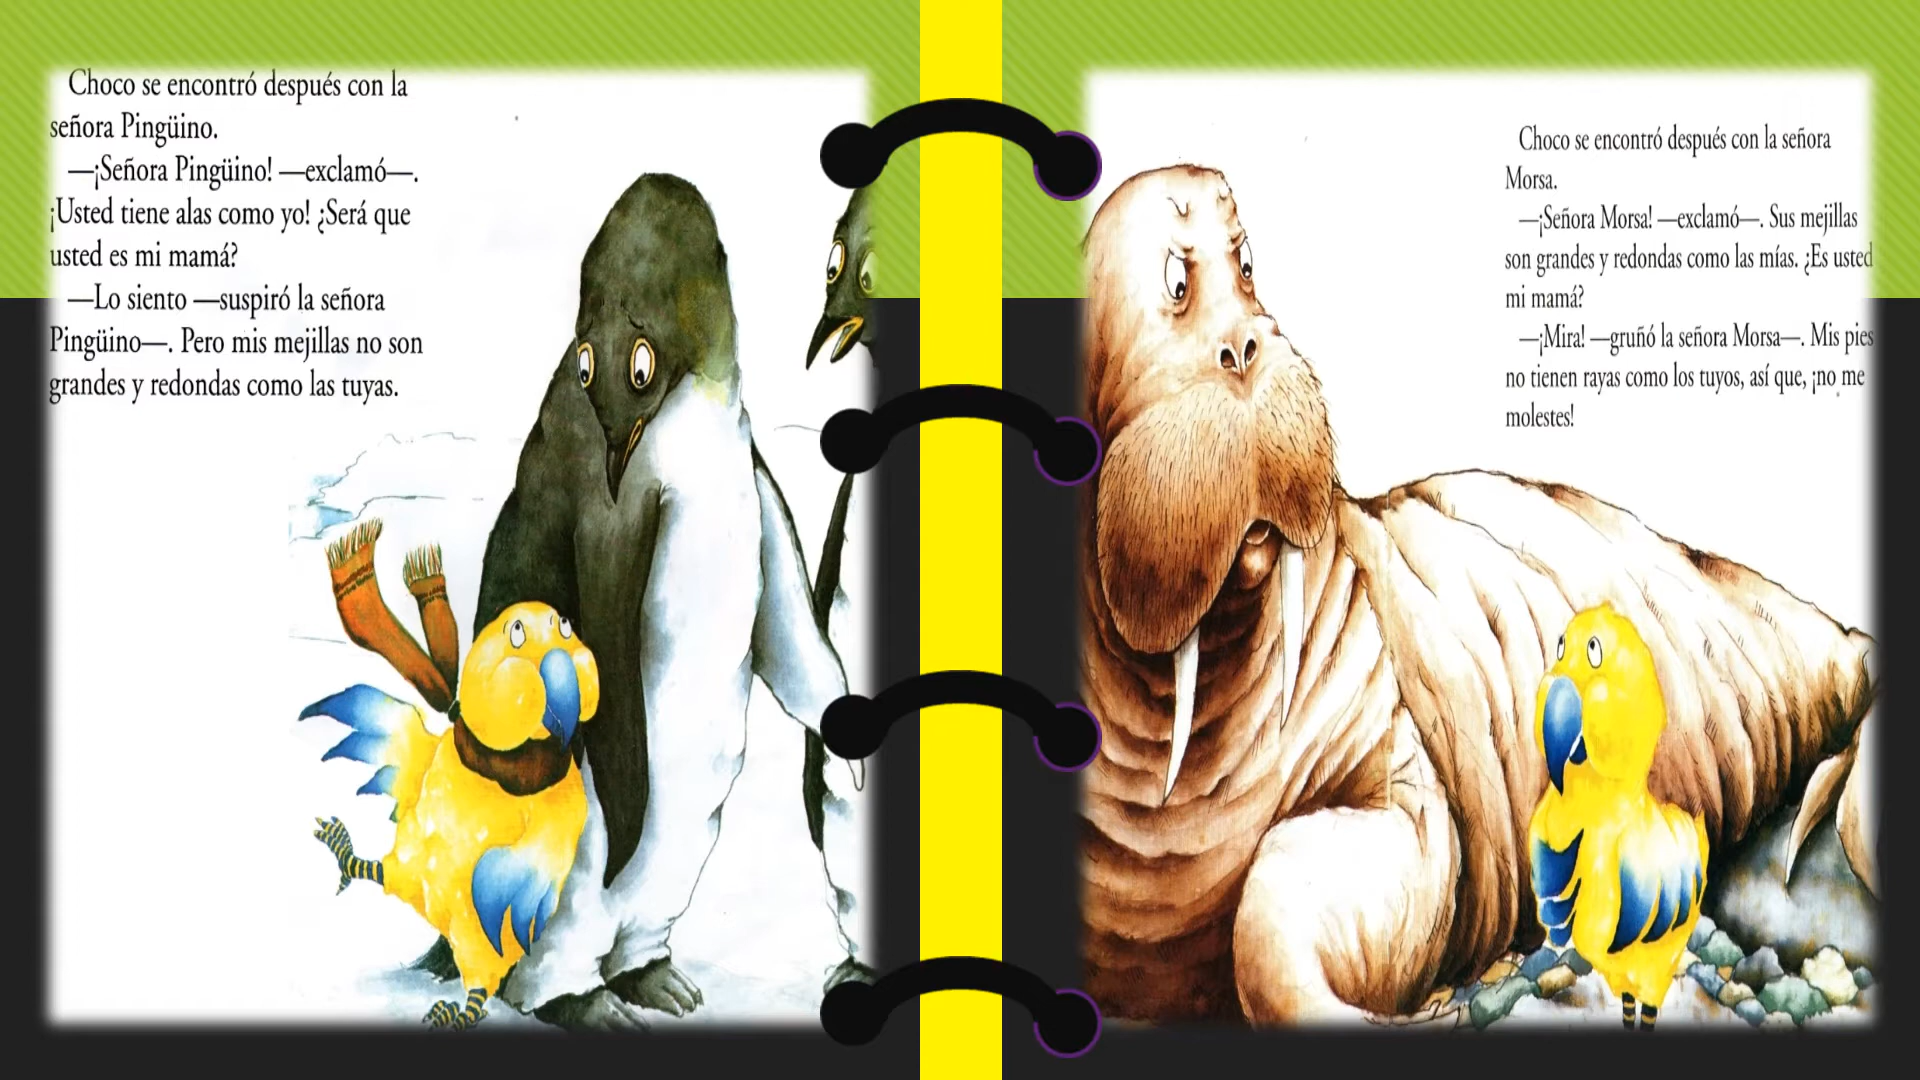 Choco se encontró después con la
señora Pingüino.
—¡Señora Pingüino! —exclamó—.
¡Usted tiene alas como yo! ¿Será que
usted es mi mamá?
—Lo siento —suspiró la señora
Pingüino—. Pero mis mejillas no son
grandes y redondas como las tuyas.
Choco se encontró después con la señora
Morsa.
—¡Señora Morsa! —exclamó—. Sus mejillas
son grandes y redondas como las mías. ¿Es usted
mi mamá?
—¡Mira! —gruñó la señora Morsa—. Mis pies
no tienen rayas como los tuyos, así que, ¡no me
molestes!